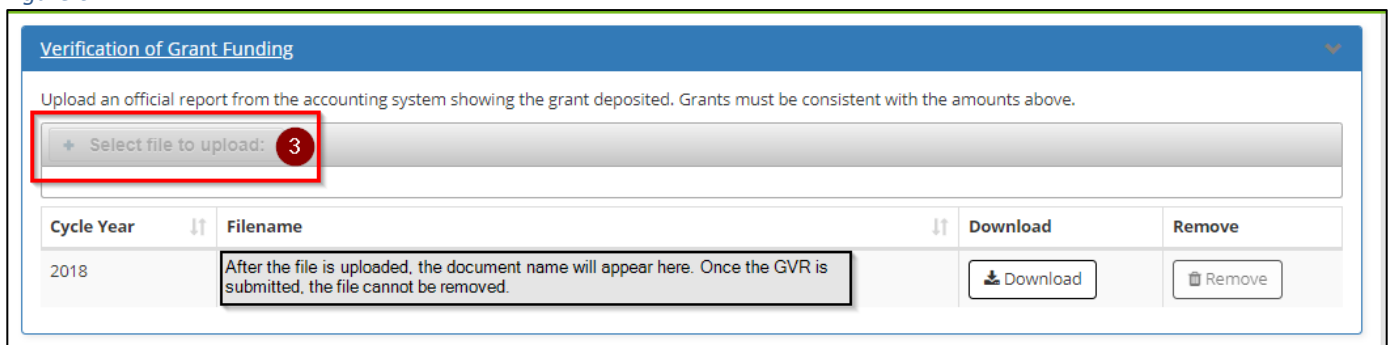 Verification of Grant Funding
Upload an official report from the accounting system showing the grant deposited. Grants must be consistent with the amounts above.
+ Select file to upload: 3
Cycle Year Filename Download Remove
2018 After the file is uploaded, the document name will appear here. Once the GVR is
submitted, the file cannot be removed.
Download Remove